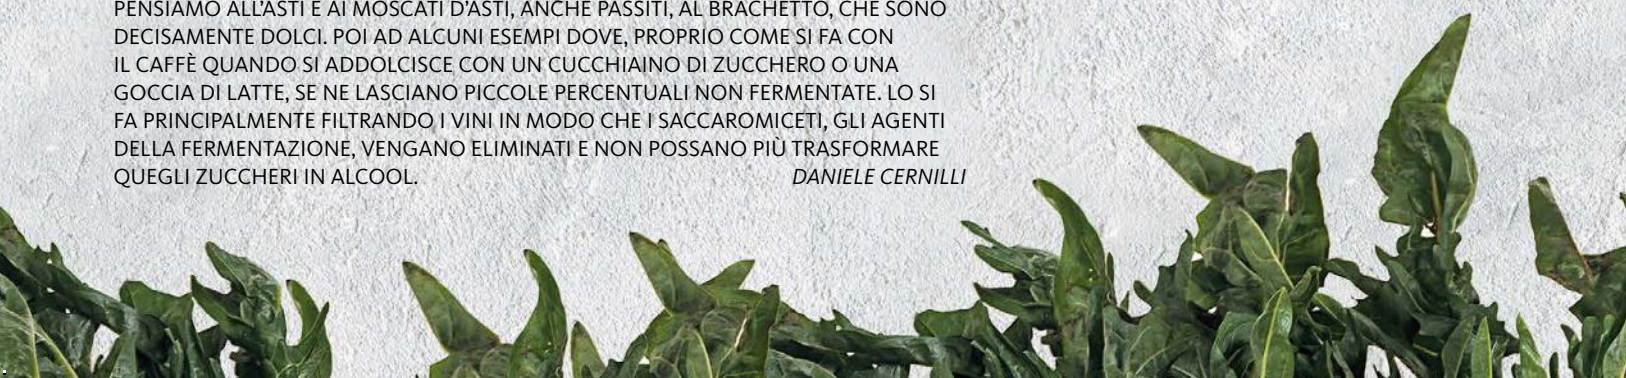 PENSIAMO ALL'ASTI E AI MOSCATI D'ASTI, ANCHE PASSITI, AL BRACHETTO, CHE SONO
DECISAMENTE DOLCI. POI AD ALCUNI ESEMPI DOVE, PROPRIO COME SI FA CON
IL CAFFÈ QUANDO SI ADDOLCISCE CON UN CUCCHIAINO DI ZUCCHERO O UNA
GOCCIA DI LATTE, SE NE LASCIANO PICCOLE PERCENTUALI NON FERMENTATE. LO SI
FA PRINCIPALMENTE FILTRANDO I VINI IN MODO CHE I SACCAROMICETI, GLI AGENTI
DELLA FERMENTAZIONE, VENGANO ELIMINATI E NON POSSANO PIÙ TRASFORMARE
QUEGLI ZUCCHERI IN ALCOOL. DANIELE CERNILLI